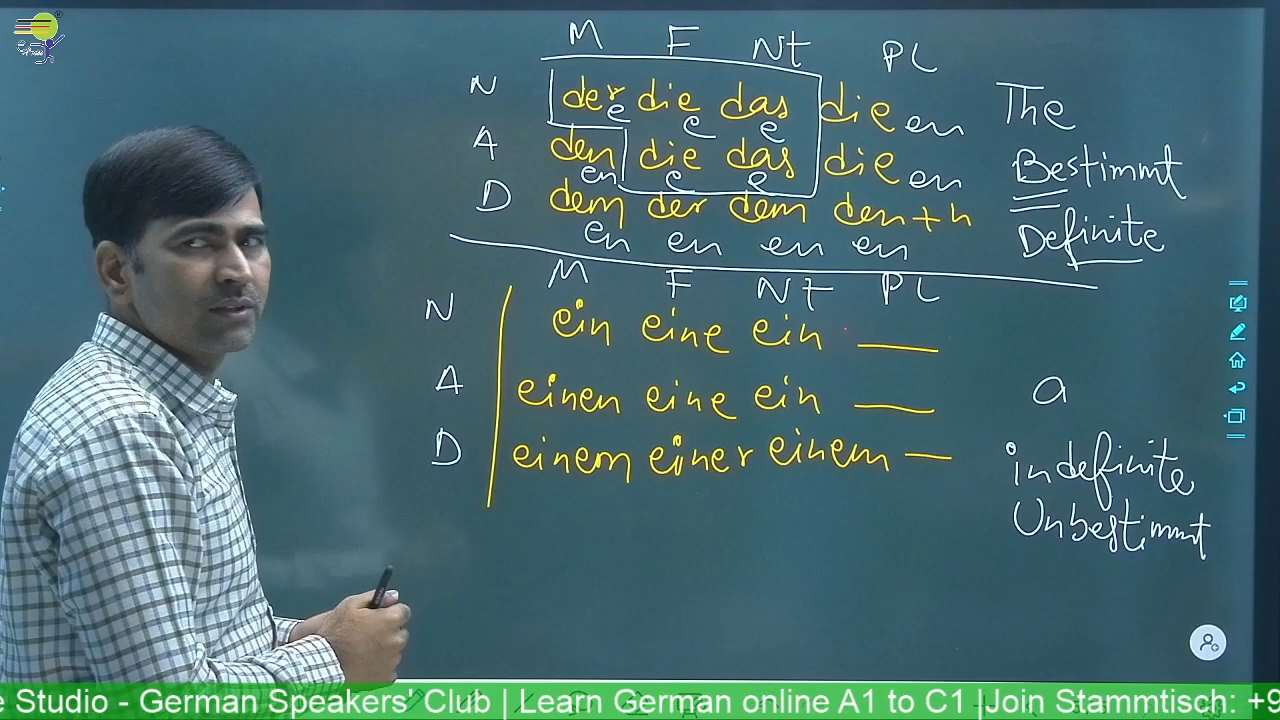 M F Nt PL
N der die das die en The
e e e
A den die das die en Bestimmt
en e e
D dem der dem den + n Definite
en en en en
M F Nt PL
N ein eine ein
A einen eine ein a
D einem einer einem indefinite
Unbestimmt
e Studio - German Speakers' Club | Learn German online A1 to C1 |Join Stammtisch: +9